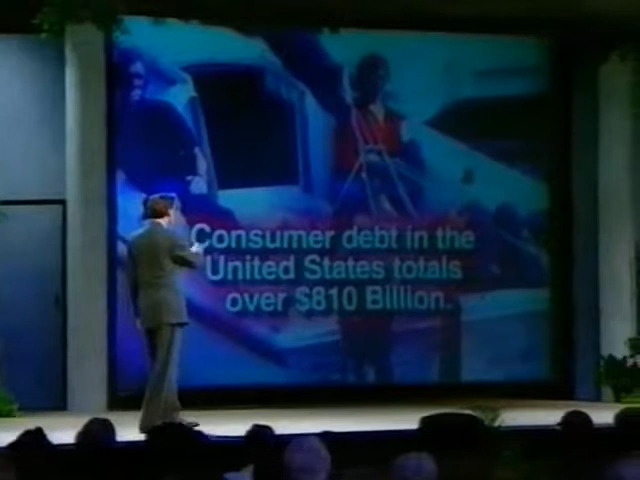 Consumer debt in the
United States totals
over $810 Billion.